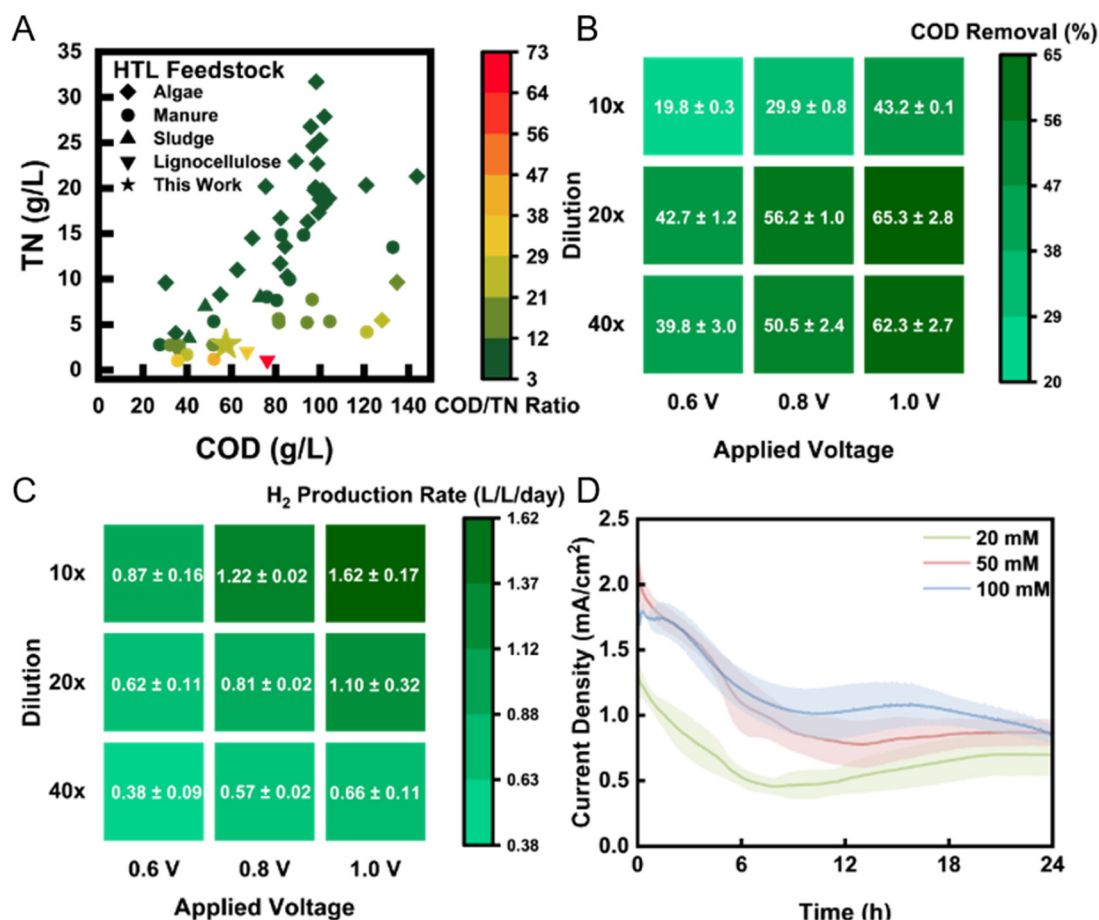 A
35
30
25
20
15
10
5
0
TN (g/L)
HTL Feedstock
Algae
Manure
Sludge
Lignocellulose
This Work
0 20 40 60 80 100 120 140
COD (g/L)
73
64
56
47
38
29
21
12
3
COD/TN Ratio
B
COD Removal (%)
Dilution
10x
19.8 ± 0.3 29.9 ± 0.8 43.2 ± 0.1
20x
42.7 ± 1.2 56.2 ± 1.0 65.3 ± 2.8
40x
39.8 ± 3.0 50.5 ± 2.4 62.3 ± 2.7
0.6 V 0.8 V 1.0 V
Applied Voltage
65
56
47
38
29
20
C
H2 Production Rate (L/L/day)
Dilution
10x
0.87 ± 0.16 1.22 ± 0.02 1.62 ± 0.17
20x
0.62 ± 0.11 0.81 ± 0.02 1.10 ± 0.32
40x
0.38 ± 0.09 0.57 ± 0.02 0.66 ± 0.11
0.6 V 0.8 V 1.0 V
Applied Voltage
1.62
1.37
1.12
0.88
0.63
0.38
D
2.5
2.0
1.5
1.0
0.5
0.0
Current Density (mA/cm²)
20 mM
50 mM
100 mM
0 6 12 18 24
Time (h)